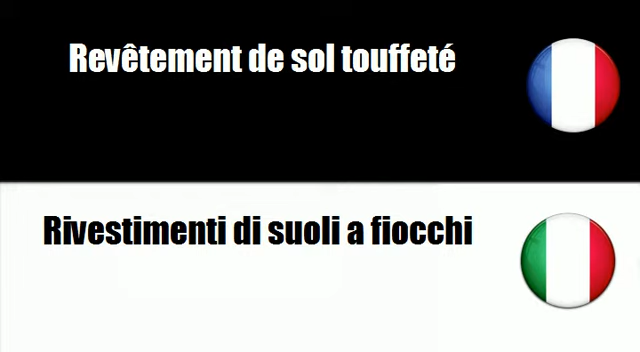 Revêtement de sol touffeté
Rivestimenti di suoli a fiocchi